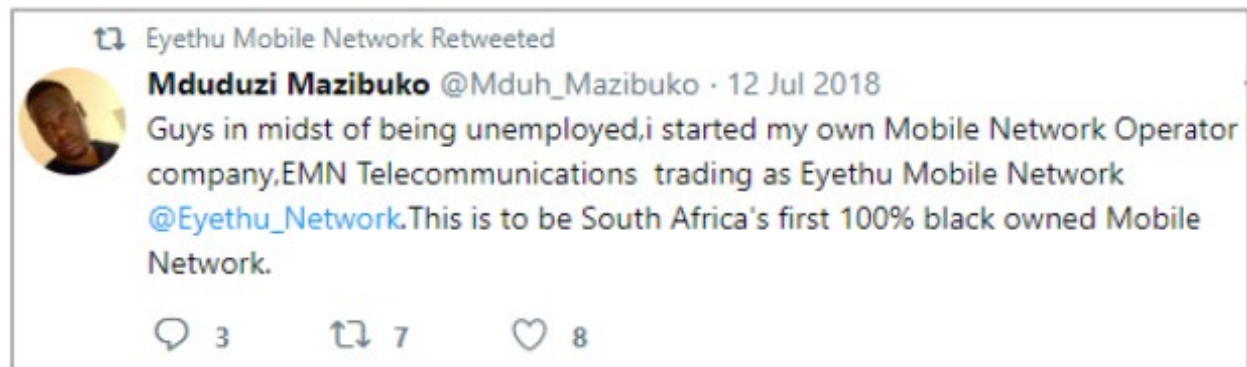 Eyethu Mobile Network Retweeted
Mduduzi Mazibuko @Mduh_Mazibuko · 12 Jul 2018
Guys in midst of being unemployed,i started my own Mobile Network Operator
company,EMN Telecommunications  trading as Eyethu Mobile Network
@Eyethu_Network.This is to be South Africa's first 100% black owned Mobile
Network.
3 7 8